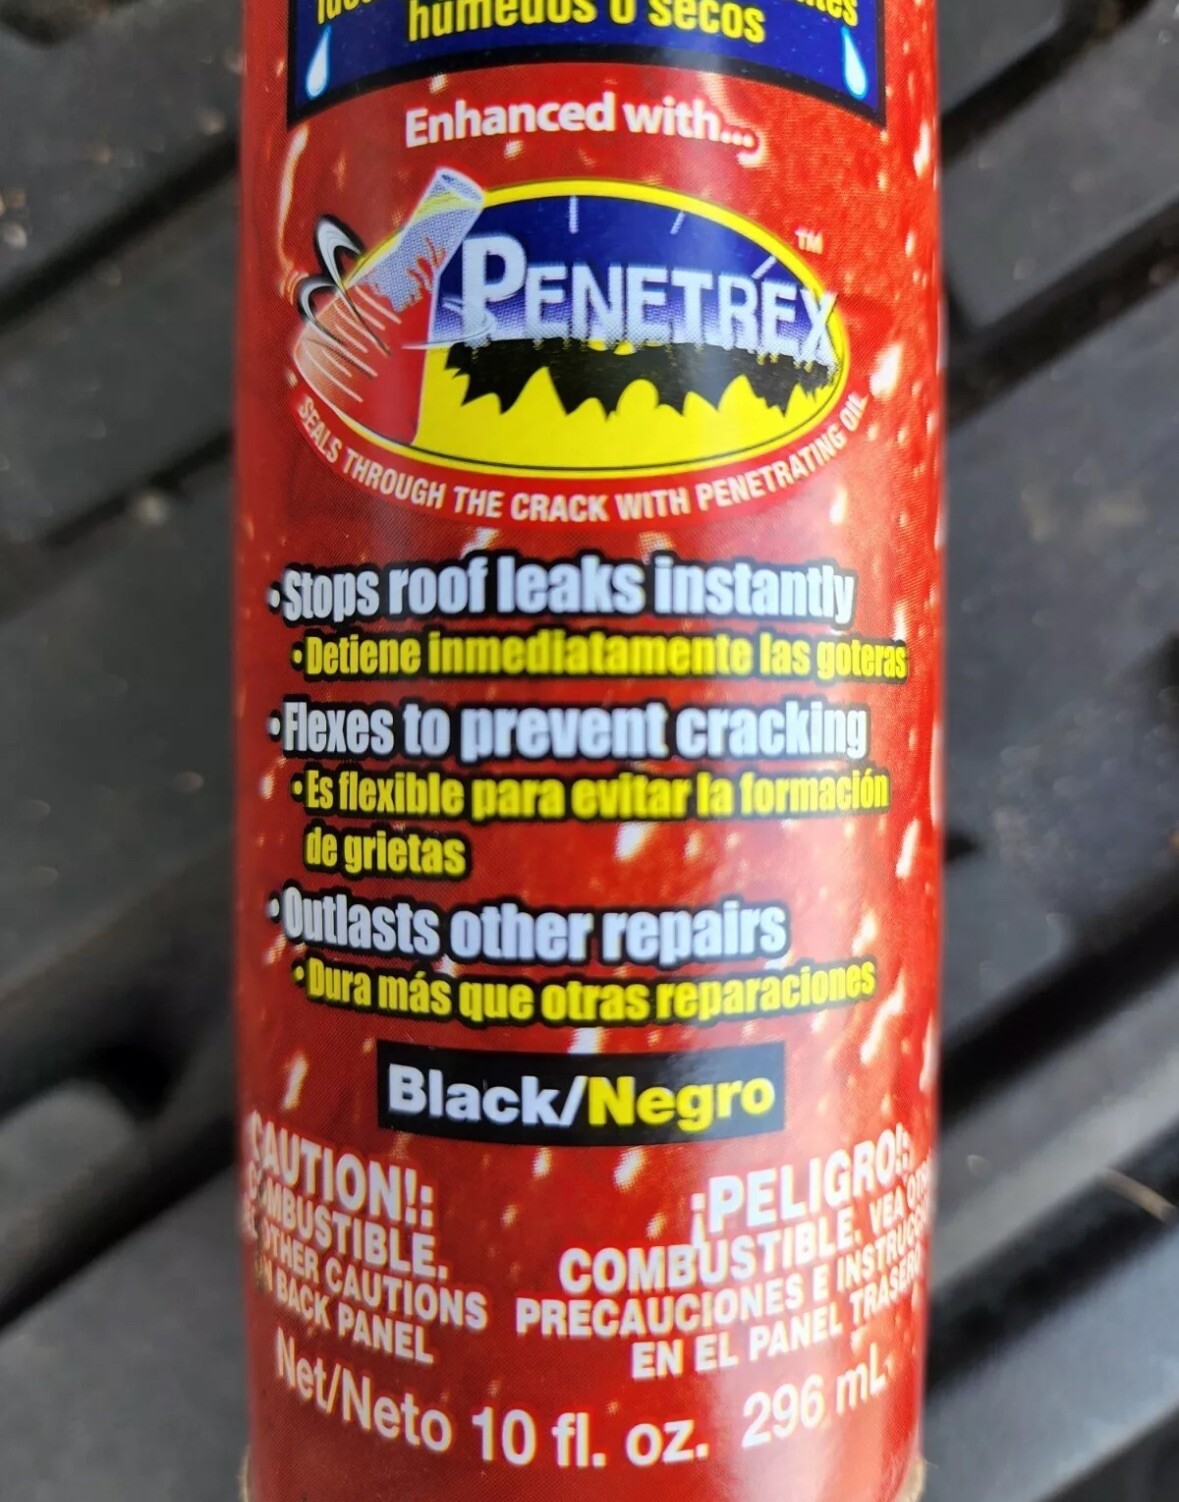 húmedos o secos
Enhanced with...
PENETREX™
SEALS THROUGH THE CRACK WITH PENETRATING OIL
•Stops roof leaks instantly
•Detiene inmediatamente las goteras
•Flexes to prevent cracking
•Es flexible para evitar la formación
de grietas
•Outlasts other repairs
•Dura más que otras reparaciones
Black/Negro
CAUTION!:
COMBUSTIBLE.
OTHER CAUTIONS
BACK PANEL
¡PELIGRO!:
COMBUSTIBLE. VEA
PRECAUCIONES E
EN EL PANEL TRASERO
Net/Neto 10 fl. oz. 296 mL